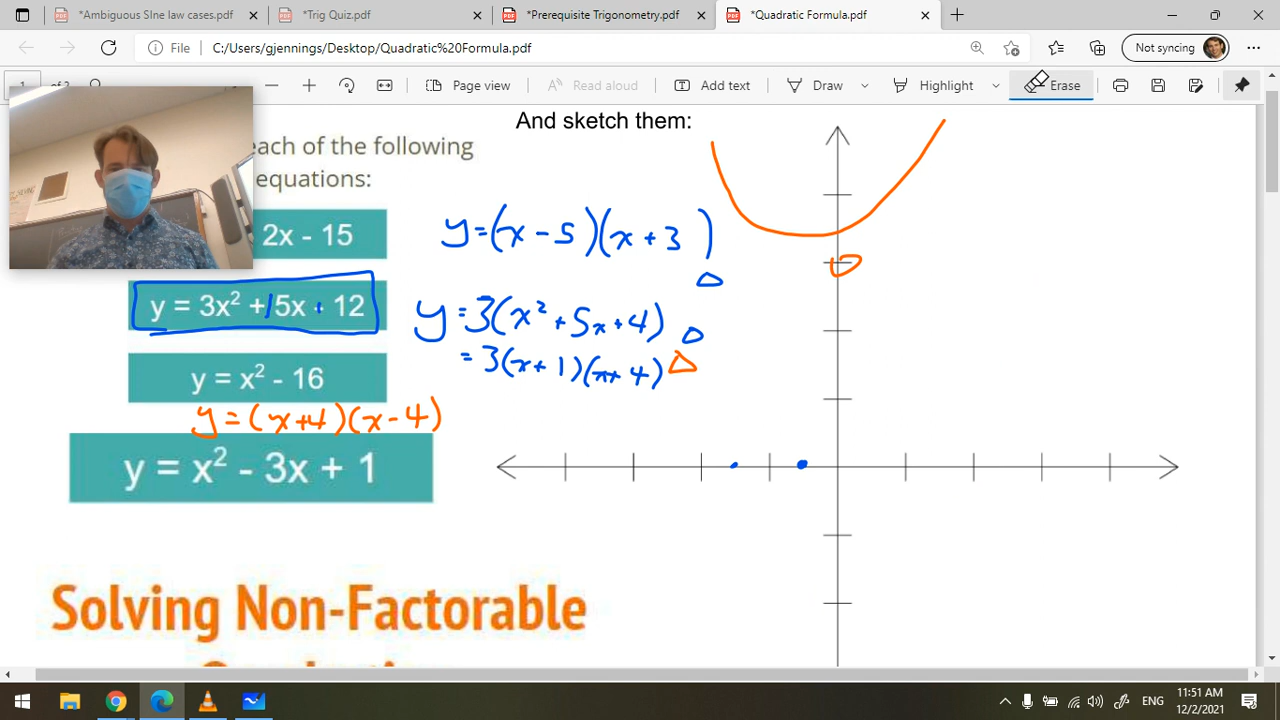 *Ambiguous SIne law cases.pdf
*Trig Quiz.pdf
*Prerequisite Trigonometry.pdf
*Quadratic Formula.pdf
File
C:/Users/gjennings/Desktop/Quadratic%20Formula.pdf
Not syncing
Page view
Read aloud
Add text
Draw
Highlight
Erase
And sketch them:
each of the following
equations:
2x - 15
y = (x - 5)(x + 3)
y = 3x² + 15x + 12
y = 3(x² + 5x + 4)
= 3(x + 1)(x + 4)
y = x² - 16
y = (x+4)(x-4)
y = x² - 3x + 1
Solving Non-Factorable
ENG
11:51 AM
12/2/2021